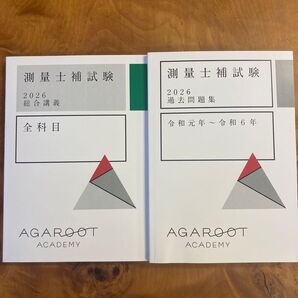 測量士補試験
2026
総合講義
全科目
AGAROOT
ACADEMY
測量士補試験
2026
過去問題集
令和元年～令和6年
AGAROOT
ACADEMY